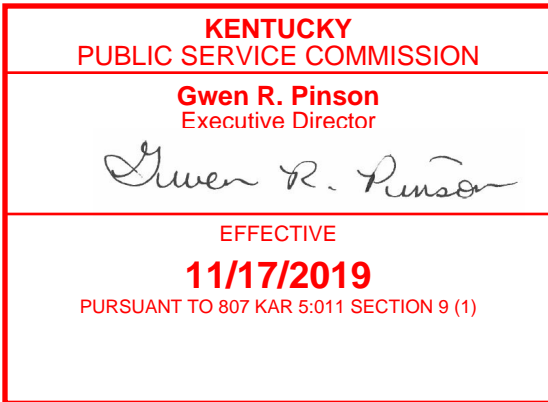 KENTUCKY
PUBLIC SERVICE COMMISSION
Gwen R. Pinson
Executive Director
Gwen R. Pinson
EFFECTIVE
11/17/2019
PURSUANT TO 807 KAR 5:011 SECTION 9 (1)